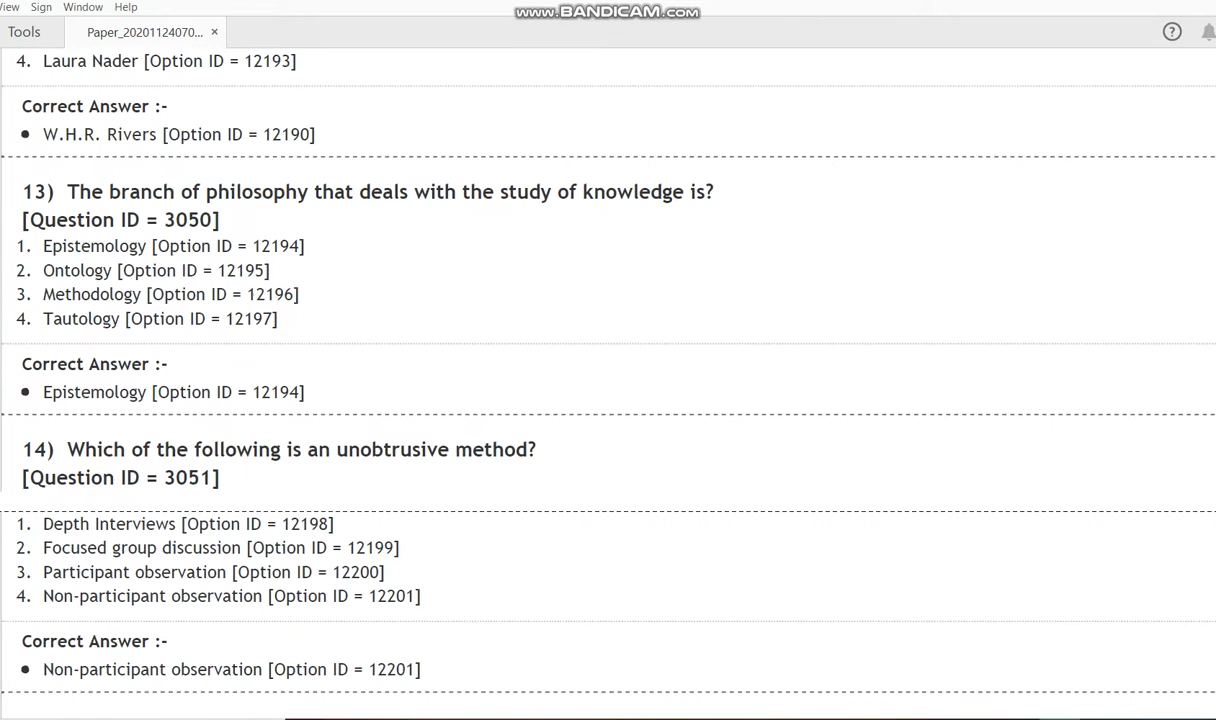 View Sign Window Help
www.BANDICAM.com
Tools Paper_20201124070... ×
4. Laura Nader [Option ID = 12193]
Correct Answer :-
• W.H.R. Rivers [Option ID = 12190]
13) The branch of philosophy that deals with the study of knowledge is?
[Question ID = 3050]
1. Epistemology [Option ID = 12194]
2. Ontology [Option ID = 12195]
3. Methodology [Option ID = 12196]
4. Tautology [Option ID = 12197]
Correct Answer :-
• Epistemology [Option ID = 12194]
14) Which of the following is an unobtrusive method?
[Question ID = 3051]
1. Depth Interviews [Option ID = 12198]
2. Focused group discussion [Option ID = 12199]
3. Participant observation [Option ID = 12200]
4. Non-participant observation [Option ID = 12201]
Correct Answer :-
• Non-participant observation [Option ID = 12201]